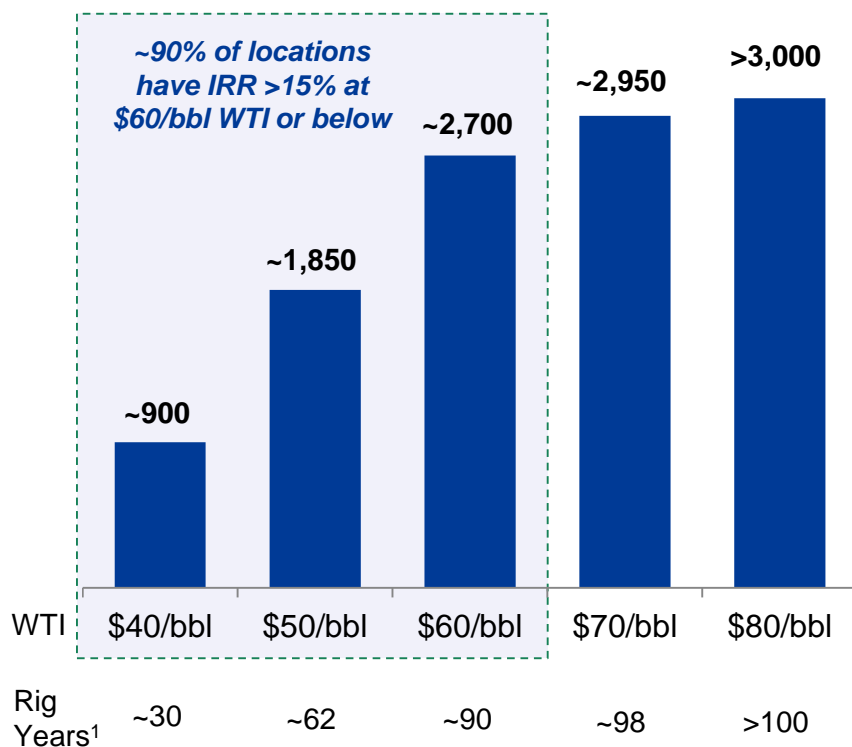 ~90% of locations
have IRR >15% at
$60/bbl WTI or below
~900
~1,850
~2,700
~2,950
>3,000
WTI $40/bbl $50/bbl $60/bbl $70/bbl $80/bbl
Rig
Years¹ ~30 ~62 ~90 ~98 >100